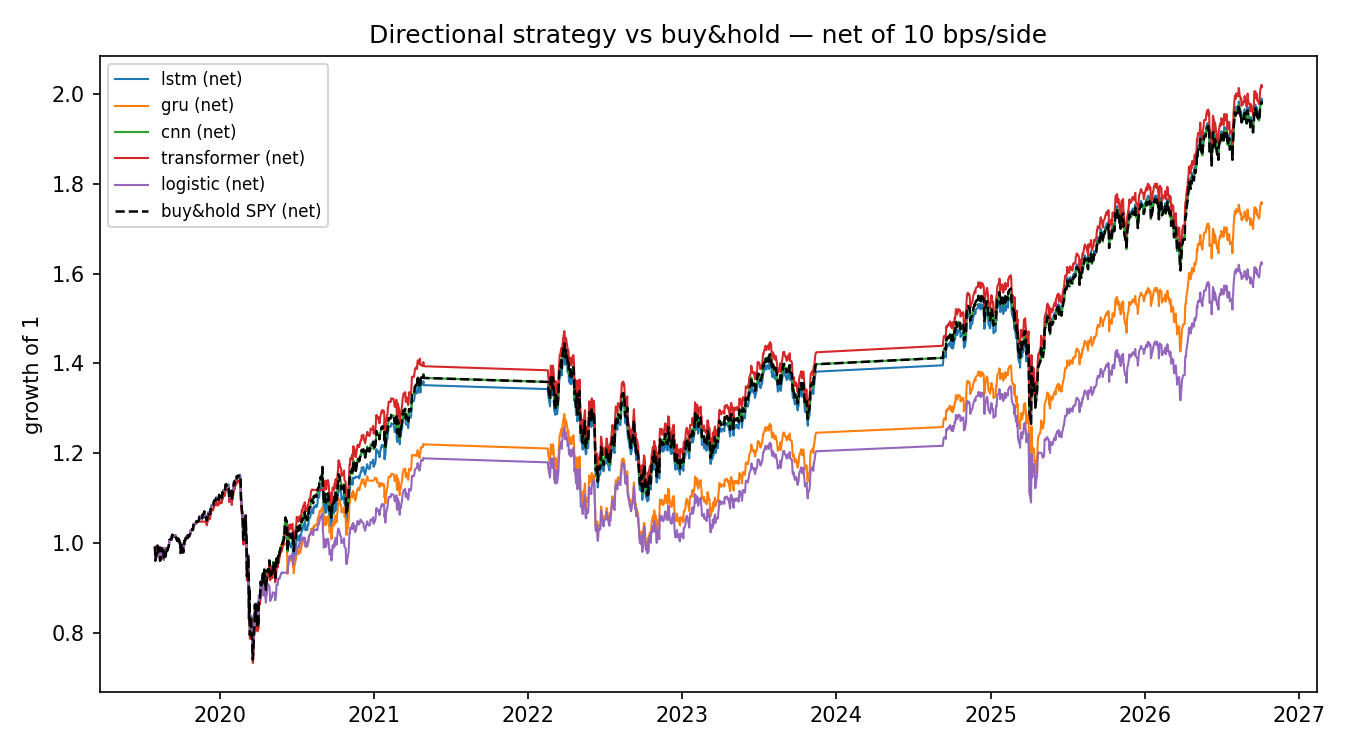 Directional strategy vs buy&hold — net of 10 bps/side
lstm (net)
gru (net)
cnn (net)
transformer (net)
logistic (net)
buy&hold SPY (net)
growth of 1
2.0
1.8
1.6
1.4
1.2
1.0
0.8
2020 2021 2022 2023 2024 2025 2026 2027